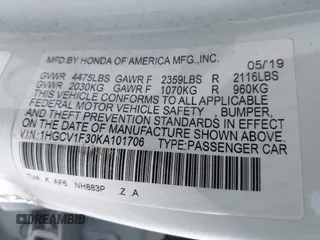 MFD.BY HONDA OF AMERICA MFG.,INC. 05/'19
GVWR 4475LBS GAWR F 2359LBS R 2116LBS
GVWR 2030KG GAWR F 1070KG R 960KG
THIS VEHICLE CONFORMS TO ALL APPLICABLE
FEDERAL MOTOR VEHICLE SAFETY, BUMPER,
AND THEFT PREVENTION STANDARDS IN EFFECT
ON THE DATE OF MANUFACTURE SHOWN ABOVE.
V.I.N.:1HGCV1F30KA101706 TYPE:PASSENGER CAR
TVA K AF6 NH883P Z A